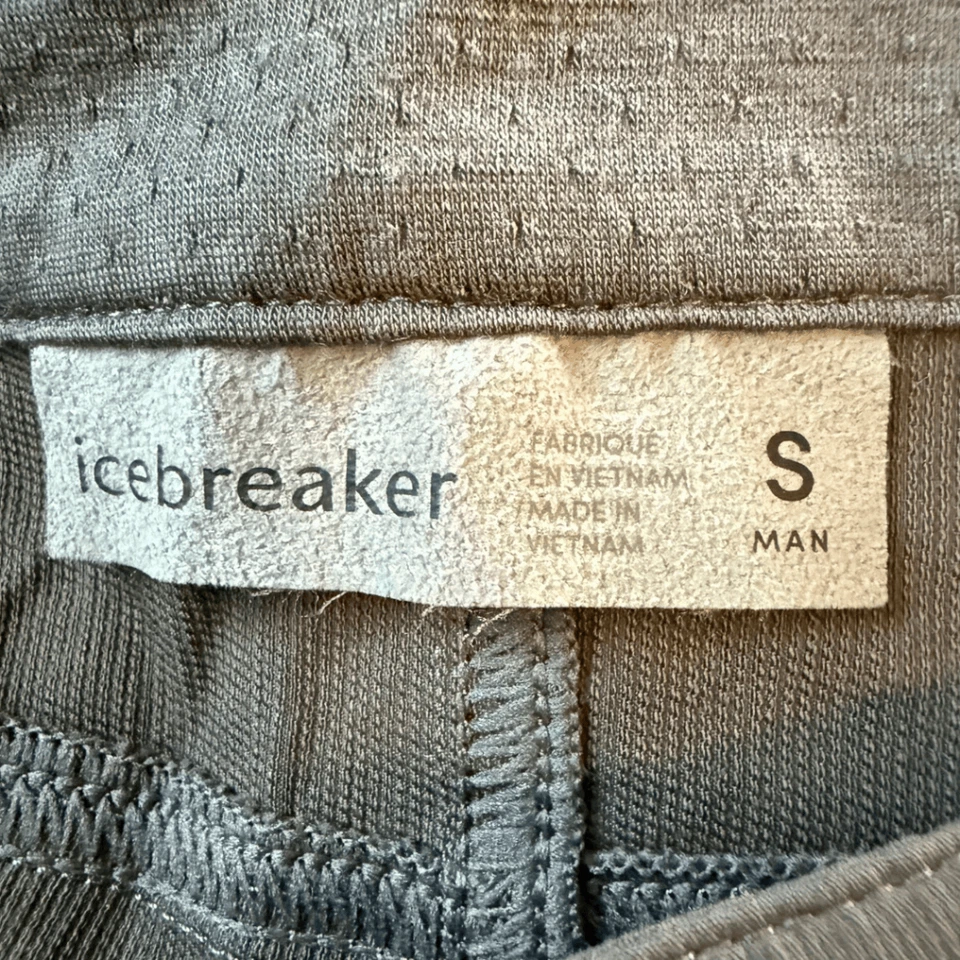 icebreaker
FABRIQUE
EN VIETNAM
MADE IN
VIETNAM
S
MAN